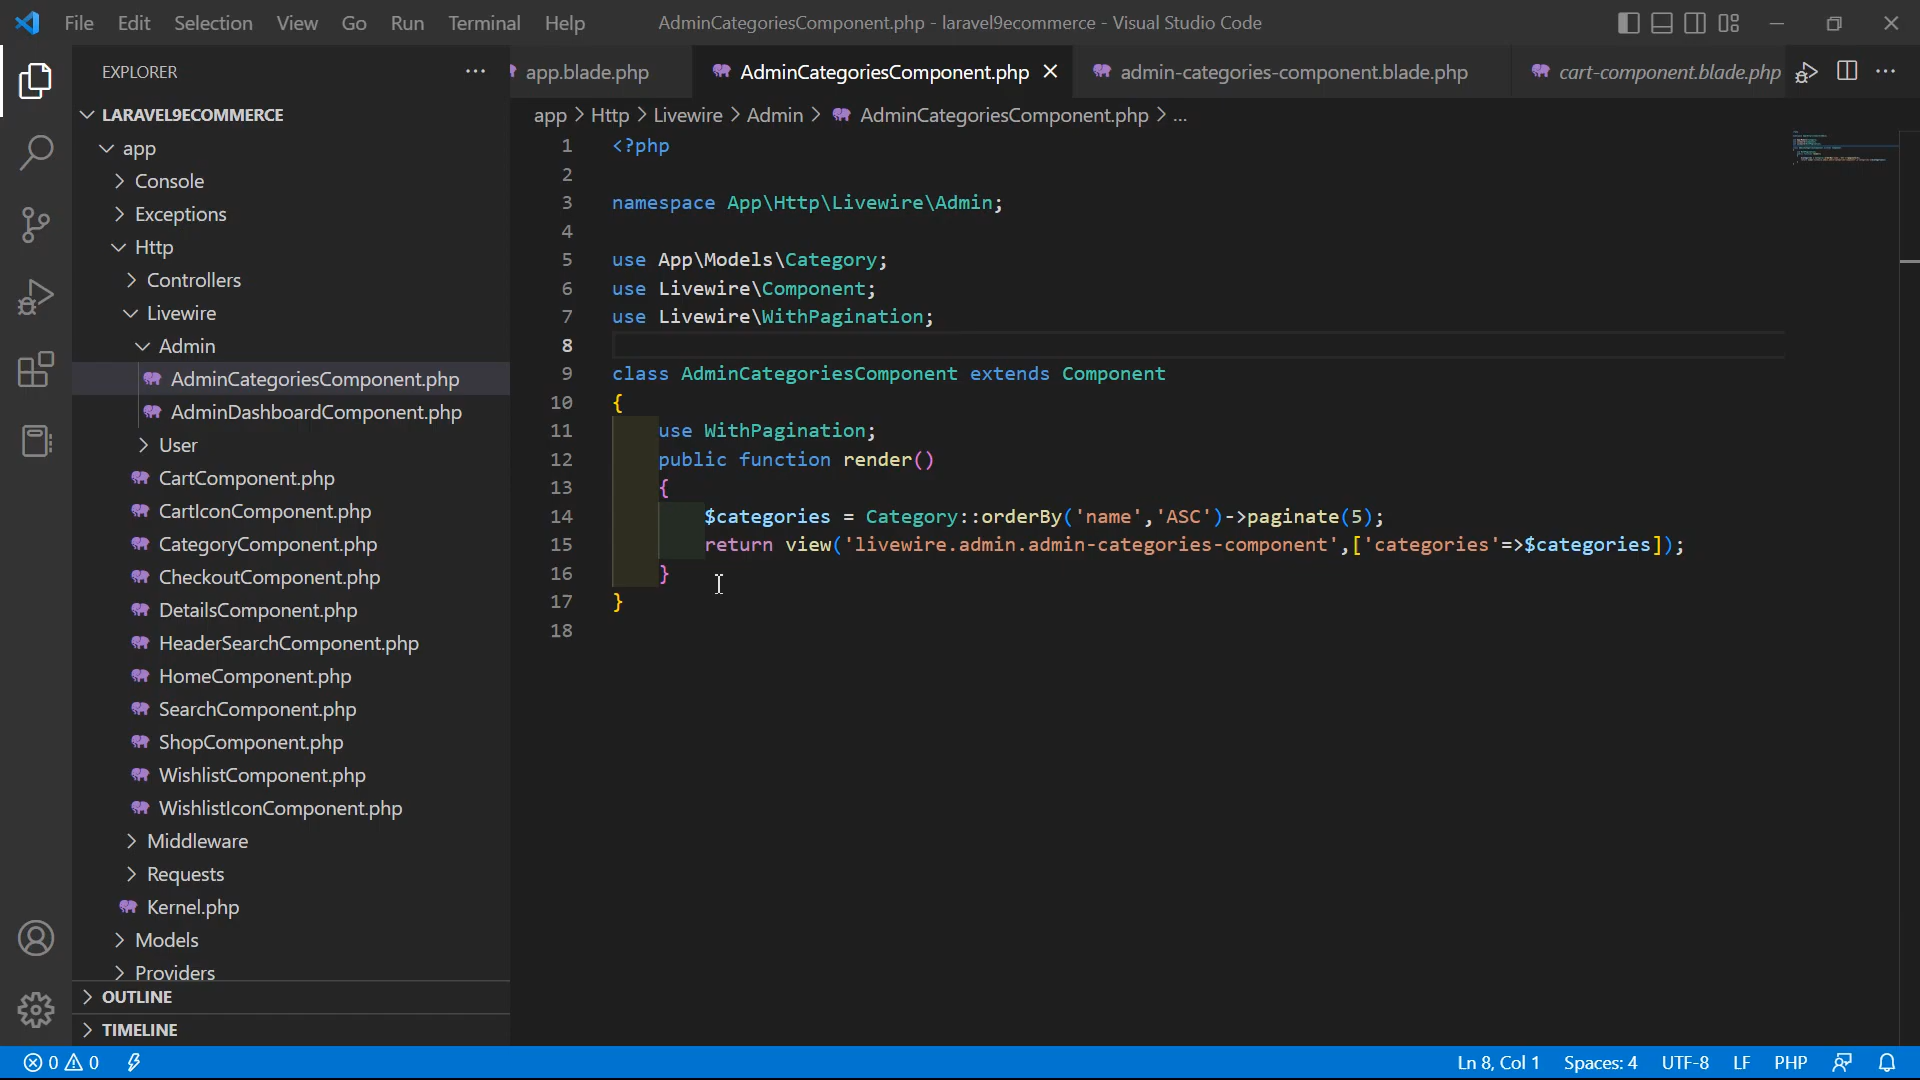 File Edit Selection View Go Run Terminal Help
AdminCategoriesComponent.php - laravel9ecommerce - Visual Studio Code
EXPLORER
LARAVEL9ECOMMERCE
app
Console
Exceptions
Http
Controllers
Livewire
Admin
AdminCategoriesComponent.php
AdminDashboardComponent.php
User
CartComponent.php
CartIconComponent.php
CategoryComponent.php
CheckoutComponent.php
DetailsComponent.php
HeaderSearchComponent.php
HomeComponent.php
SearchComponent.php
ShopComponent.php
WishlistComponent.php
WishlistIconComponent.php
Middleware
Requests
Kernel.php
Models
Providers
OUTLINE
TIMELINE
app.blade.php
AdminCategoriesComponent.php
admin-categories-component.blade.php
cart-component.blade.php
app > Http > Livewire > Admin > AdminCategoriesComponent.php > ...
1 <?php
2
3 namespace App\Http\Livewire\Admin;
4
5 use App\Models\Category;
6 use Livewire\Component;
7 use Livewire\WithPagination;
8
9 class AdminCategoriesComponent extends Component
10 {
11     use WithPagination;
12     public function render()
13     {
14         $categories = Category::orderBy('name','ASC')->paginate(5);
15         return view('livewire.admin.admin-categories-component',['categories'=>$categories]);
16     }
17 }
18
0 0
Ln 8, Col 1
Spaces: 4
UTF-8
LF
PHP